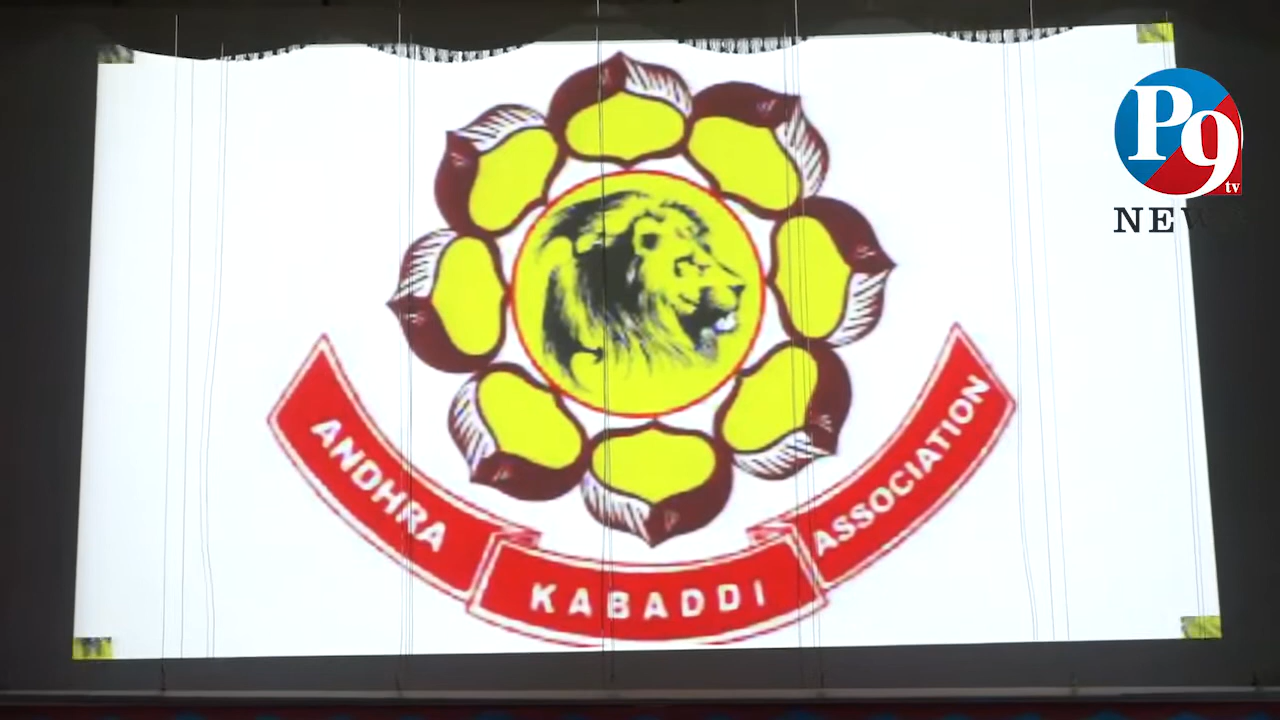 P9
tv
NEWS
ANDHRA
KABADDI
ASSOCIATION